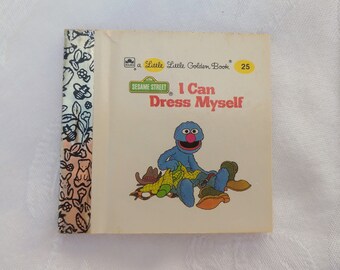 a Little Little Golden Book®
25
SESAME STREET
I Can
Dress Myself